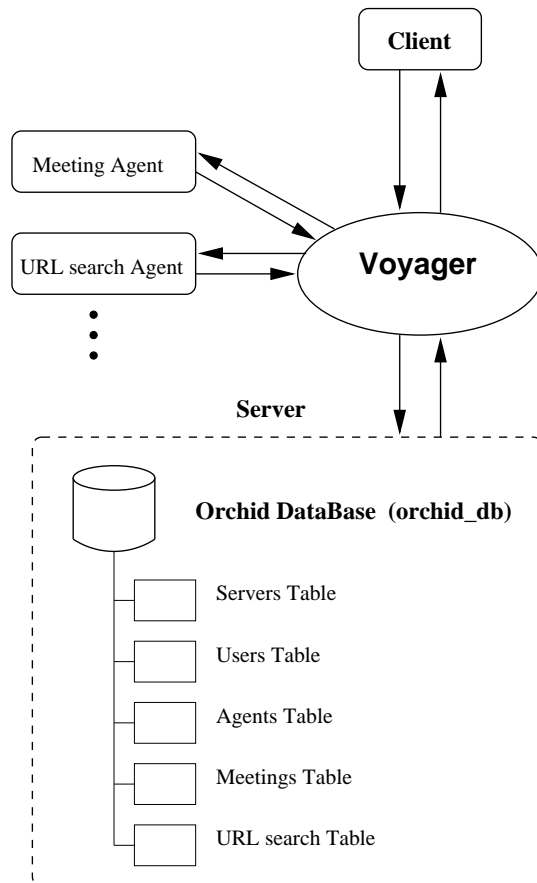 Client
Meeting Agent
URL search Agent
Voyager
Server
Orchid DataBase (orchid_db)
Servers Table
Users Table
Agents Table
Meetings Table
URL search Table